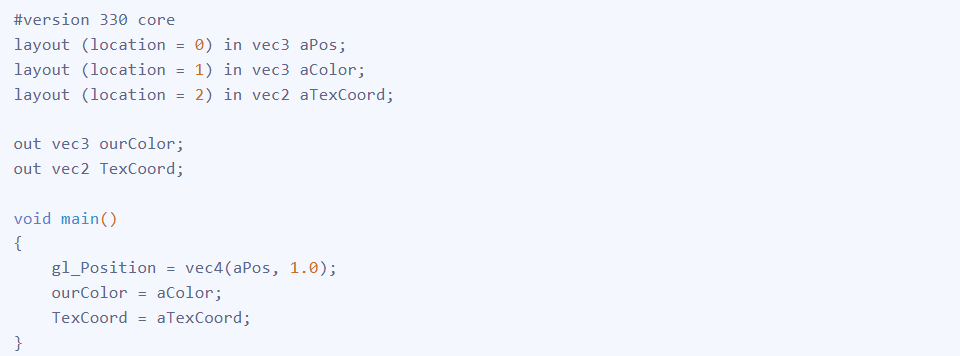 #version 330 core
layout (location = 0) in vec3 aPos;
layout (location = 1) in vec3 aColor;
layout (location = 2) in vec2 aTexCoord;

out vec3 ourColor;
out vec2 TexCoord;

void main()
{
    gl_Position = vec4(aPos, 1.0);
    ourColor = aColor;
    TexCoord = aTexCoord;
}